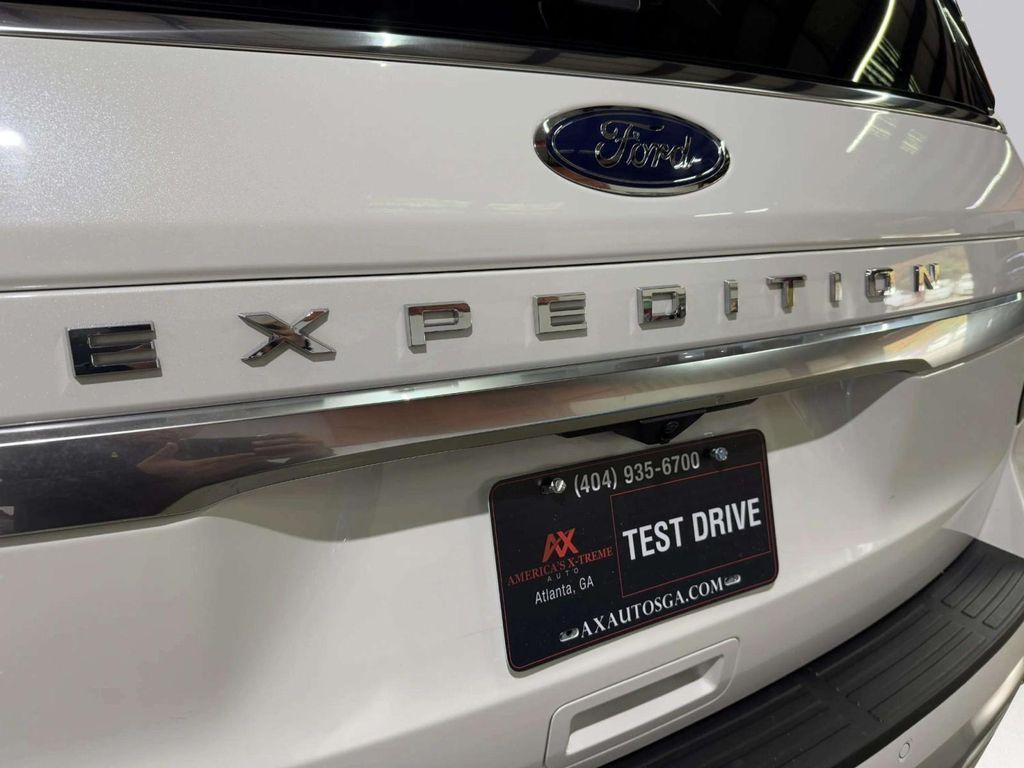 Ford
EXPEDITION
(404) 935-6700
AX
AMERICA'S X-TREME
AUTO
Atlanta, GA
TEST DRIVE
AXAUTOSGA.COM